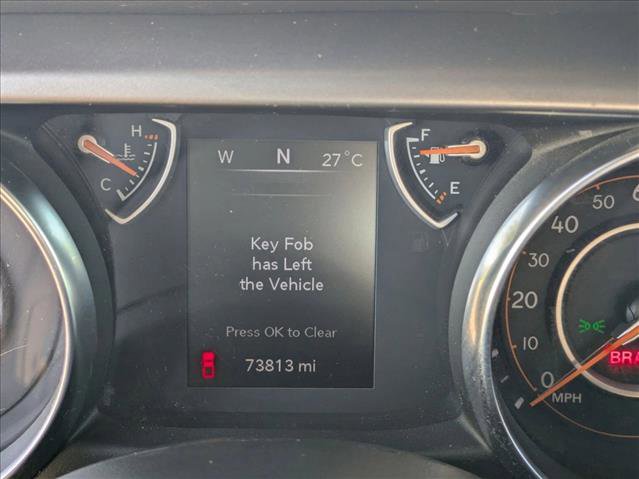 H
C
W N 27°C
F
E
Key Fob
has Left
the Vehicle
Press OK to Clear
73813 mi
50
40
30
20
10
0
MPH